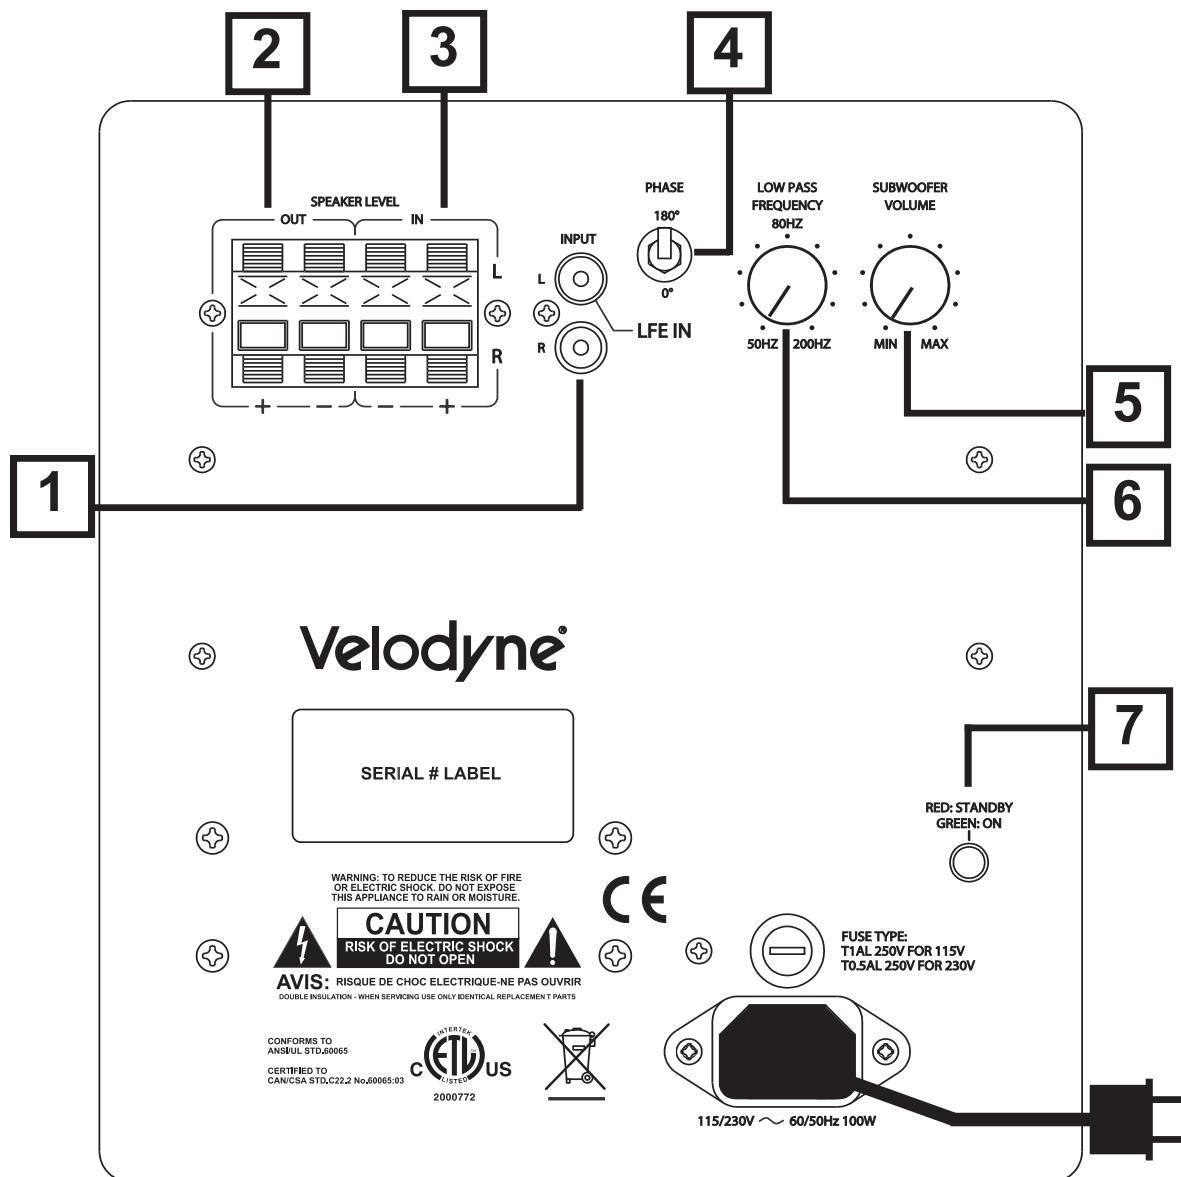 2
3
4
PHASE
LOW PASS
FREQUENCY
80HZ
SUBWOOFER
VOLUME
SPEAKER LEVEL
OUT
IN
180°
INPUT
L
L
0°
LFE IN
R
R
50HZ
200HZ
MIN
MAX
+
−
−
+
5
1
6
Velodyne®
7
SERIAL # LABEL
RED: STANDBY
GREEN: ON
WARNING: TO REDUCE THE RISK OF FIRE
OR ELECTRIC SHOCK. DO NOT EXPOSE
THIS APPLIANCE TO RAIN OR MOISTURE.
CE
CAUTION
RISK OF ELECTRIC SHOCK
DO NOT OPEN
AVIS: RISQUE DE CHOC ELECTRIQUE-NE PAS OUVRIR
DOUBLE INSULATION - WHEN SERVICING USE ONLY IDENTICAL REPLACEMEN T PARTS
FUSE TYPE:
T1AL 250V FOR 115V
T0.5AL 250V FOR 230V
CONFORMS TO
ANSI/UL STD.60065
CERTIFIED TO
CAN/CSA STD.C22.2 No.60065:03
INTERTEK
C ETL US
LISTED
2000772
115/230V ~ 60/50Hz 100W